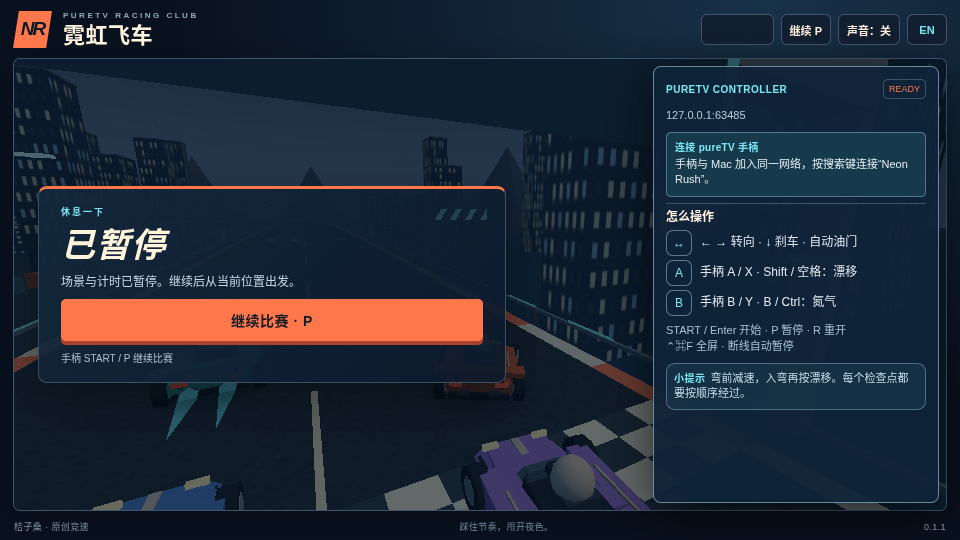 NR
PURETV RACING CLUB
霓虹飞车
继续 P
声音：关
EN
PURETV CONTROLLER
READY
127.0.0.1:63485
连接 pureTV 手柄
手柄与 Mac 加入同一网络，按搜索键连接“Neon
Rush”。
怎么操作
↔ ← → 转向 · ↓ 刹车 · 自动油门
A 手柄 A / X · Shift / 空格：漂移
B 手柄 B / Y · B / Ctrl：氮气
START / Enter 开始 · P 暂停 · R 重开
⌃⌘F 全屏 · 断线自动暂停
小提示 弯前减速，入弯再按漂移。每个检查点都
要按顺序经过。
休息一下
已暂停
场景与计时已暂停。继续后从当前位置出发。
继续比赛 · P
手柄 START / P 继续比赛
桔子桑 · 原创竞速
踩住节奏，甩开夜色。
0.1.1